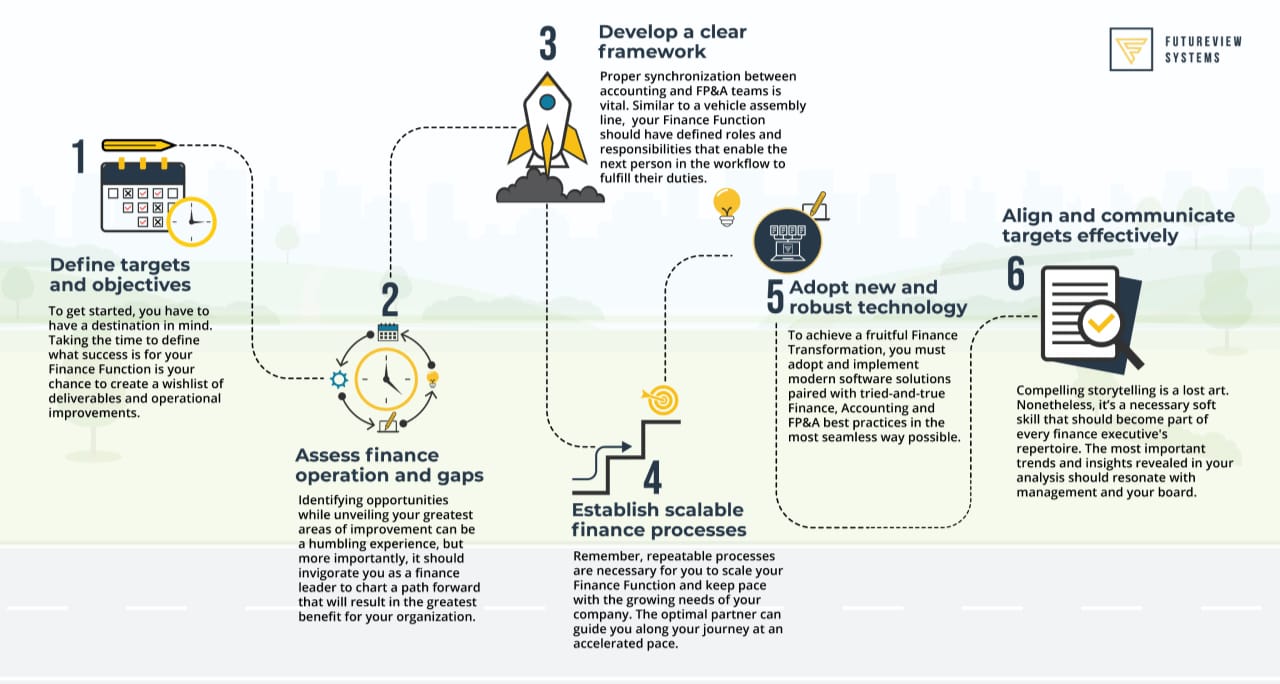 1
Define targets
and objectives
To get started, you have to
have a destination in mind.
Taking the time to define
what success is for your
Finance Function is your
chance to create a wishlist of
deliverables and operational
improvements.
2
Assess finance
operation and gaps
Identifying opportunities
while unveiling your greatest
areas of improvement can be
a humbling experience, but
more importantly, it should
invigorate you as a finance
leader to chart a path forward
that will result in the greatest
benefit for your organization.
3
Develop a clear
framework
Proper synchronization between
accounting and FP&A teams is
vital. Similar to a vehicle assembly
line, your Finance Function
should have defined roles and
responsibilities that enable the
next person in the workflow to
fulfill their duties.
4
Establish scalable
finance processes
Remember, repeatable processes
are necessary for you to scale your
Finance Function and keep pace
with the growing needs of your
company. The optimal partner can
guide you along your journey at an
accelerated pace.
5
Adopt new and
robust technology
To achieve a fruitful Finance
Transformation, you must
adopt and implement
modern software solutions
paired with tried-and-true
Finance, Accounting and
FP&A best practices in the
most seamless way possible.
Align and communicate
targets effectively
6
Compelling storytelling is a lost art.
Nonetheless, it's a necessary soft
skill that should become part of
every finance executive's
repertoire. The most important
trends and insights revealed in your
analysis should resonate with
management and your board.
FUTUREVIEW
SYSTEMS